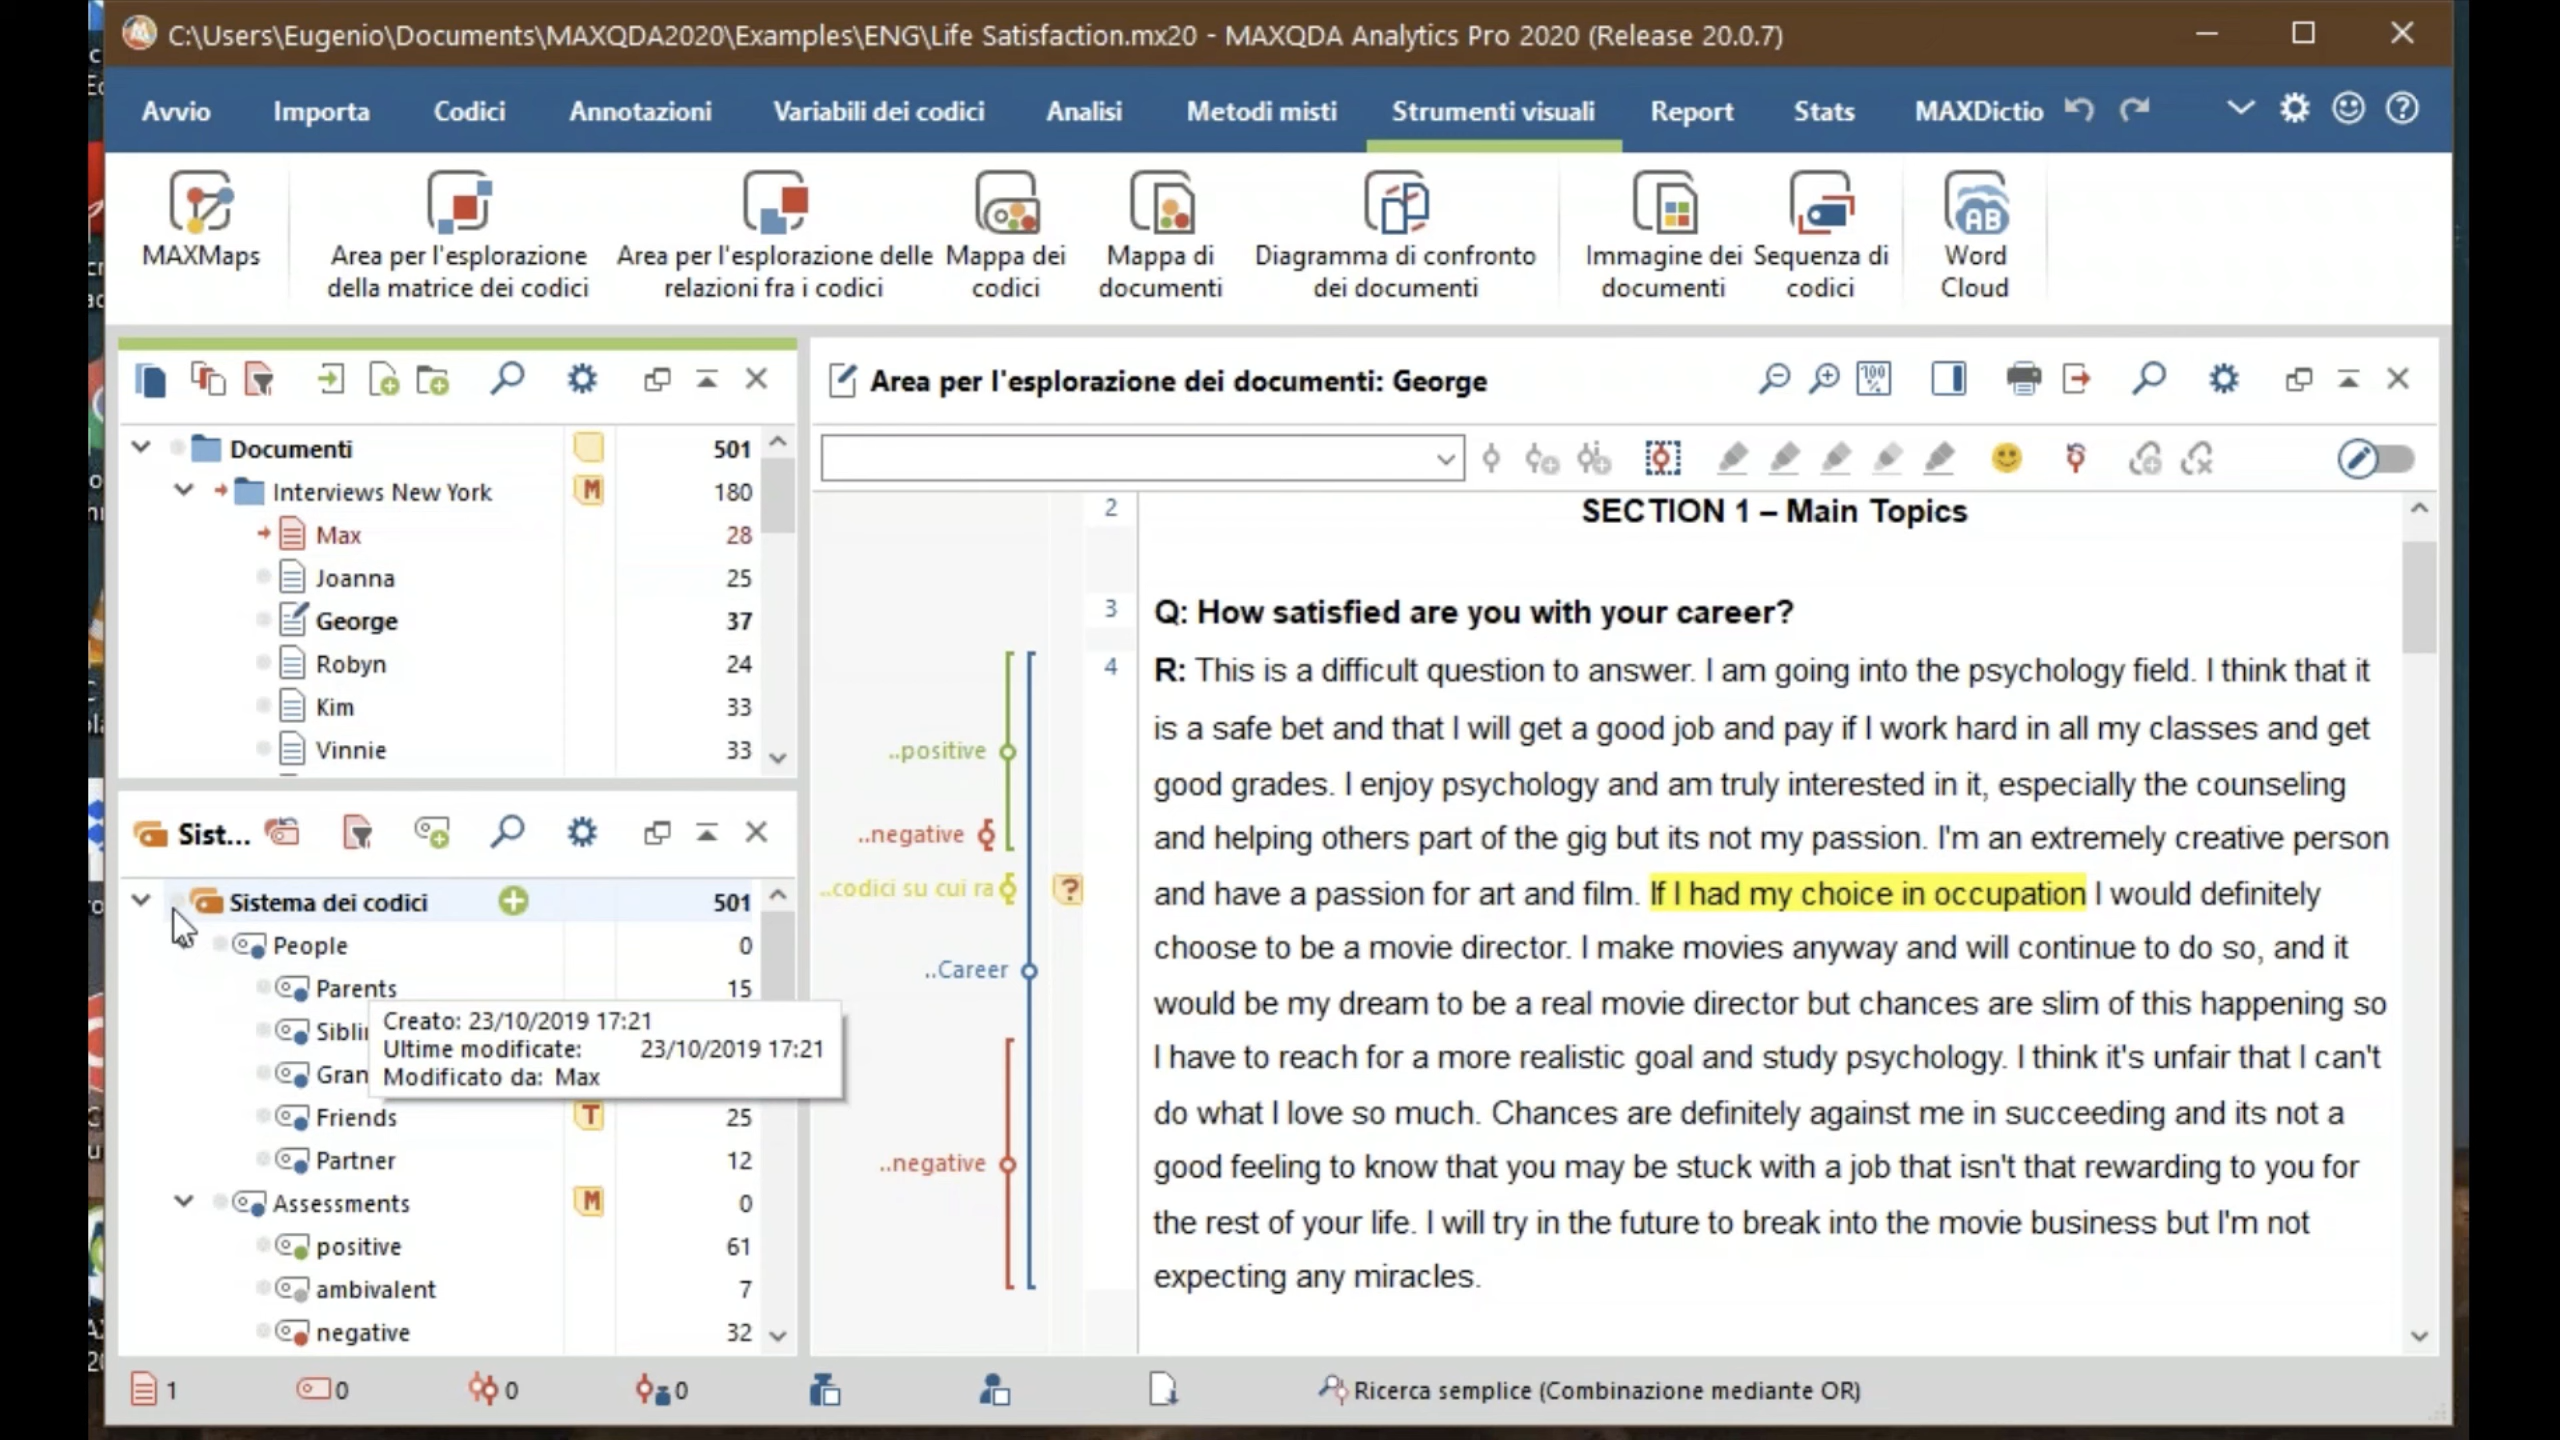 C:\Users\Eugenio\Documents\MAXQDA2020\Examples\ENG\Life Satisfaction.mx20 - MAXQDA Analytics Pro 2020 (Release 20.0.7)
Avvio Importa Codici Annotazioni Variabili dei codici Analisi Metodi misti Strumenti visuali Report Stats MAXDictio
MAXMaps
Area per l'esplorazione della matrice dei codici
Area per l'esplorazione delle relazioni fra i codici
Mappa dei codici
Mappa di documenti
Diagramma di confronto dei documenti
Immagine dei documenti
Sequenza di codici
Word Cloud
Documenti 501
Interviews New York M 180
Max 28
Joanna 25
George 37
Robyn 24
Kim 33
Vinnie 33
Sist...
Sistema dei codici 501
People 0
Parents 15
Sibli
Gran
Creato: 23/10/2019 17:21
Ultime modificate: 23/10/2019 17:21
Modificato da: Max
Friends T 25
Partner 12
Assessments M 0
positive 61
ambivalent 7
negative 32
Area per l'esplorazione dei documenti: George
100 %
..positive
..negative
..codici su cui ra
..Career
..negative
2 SECTION 1 – Main Topics
3 Q: How satisfied are you with your career?
4 R: This is a difficult question to answer. I am going into the psychology field. I think that it
is a safe bet and that I will get a good job and pay if I work hard in all my classes and get
good grades. I enjoy psychology and am truly interested in it, especially the counseling
and helping others part of the gig but its not my passion. I'm an extremely creative person
and have a passion for art and film. If I had my choice in occupation I would definitely
choose to be a movie director. I make movies anyway and will continue to do so, and it
would be my dream to be a real movie director but chances are slim of this happening so
I have to reach for a more realistic goal and study psychology. I think it's unfair that I can't
do what I love so much. Chances are definitely against me in succeeding and its not a
good feeling to know that you may be stuck with a job that isn't that rewarding to you for
the rest of your life. I will try in the future to break into the movie business but I'm not
expecting any miracles.
1 0 0 0 Ricerca semplice (Combinazione mediante OR)